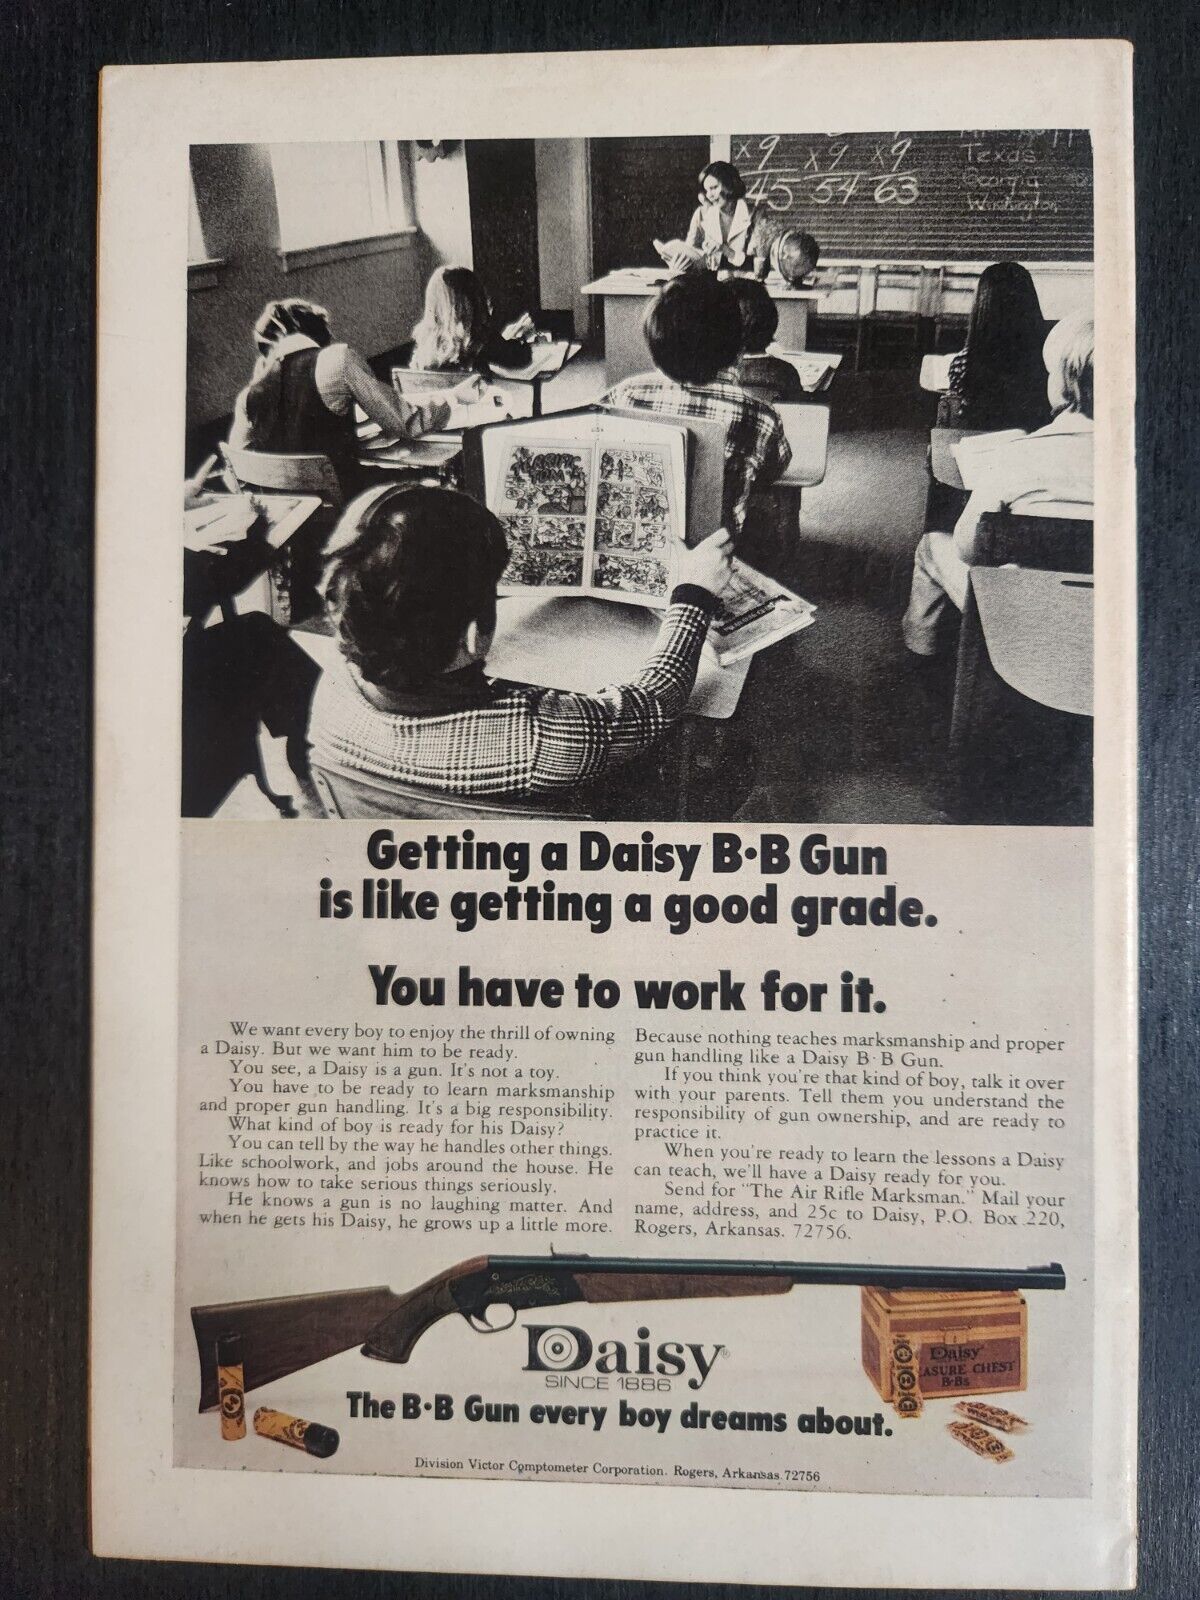 x9 x9 x9
45 54 63
Texas
Georgia
Washington
Getting a Daisy B·B Gun
is like getting a good grade.
You have to work for it.
We want every boy to enjoy the thrill of owning
a Daisy. But we want him to be ready.
You see, a Daisy is a gun. It's not a toy.
You have to be ready to learn marksmanship
and proper gun handling. It's a big responsibility.
What kind of boy is ready for his Daisy?
You can tell by the way he handles other things.
Like schoolwork, and jobs around the house. He
knows how to take serious things seriously.
He knows a gun is no laughing matter. And
when he gets his Daisy, he grows up a little more.
Because nothing teaches marksmanship and proper
gun handling like a Daisy B·B Gun.
If you think you're that kind of boy, talk it over
with your parents. Tell them you understand the
responsibility of gun ownership, and are ready to
practice it.
When you're ready to learn the lessons a Daisy
can teach, we'll have a Daisy ready for you.
Send for "The Air Rifle Marksman." Mail your
name, address, and 25c to Daisy, P.O. Box 220,
Rogers, Arkansas. 72756.
Daisy®
SINCE 1886
Daisy
ASURE CHEST
B·Bs
The B·B Gun every boy dreams about.
Division Victor Comptometer Corporation. Rogers, Arkansas 72756